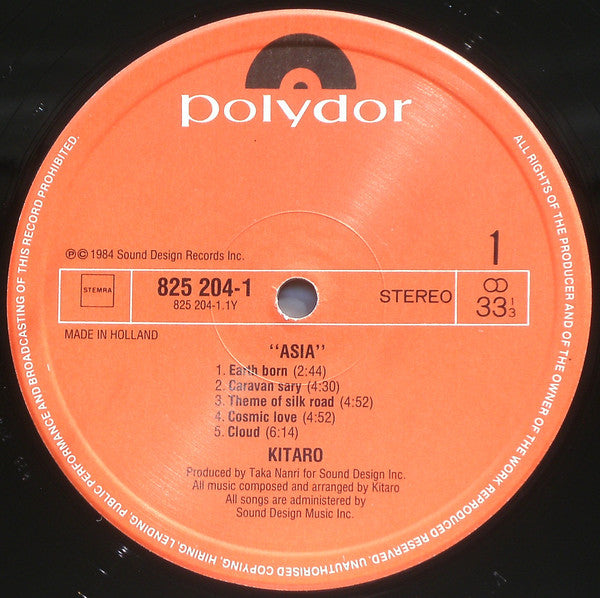 polydor
ALL RIGHTS OF THE PRODUCER AND OF THE OWNER OF THE WORK REPRODUCED RESERVED. UNAUTHORISED COPYING, HIRING, LENDING, PUBLIC PERFORMANCE AND BROADCASTING OF THIS RECORD PROHIBITED.
℗© 1984 Sound Design Records Inc.
1
STEMRA
825 204-1
825 204-1.1Y
STEREO
33 1/3
MADE IN HOLLAND
"ASIA"
1. Earth born (2:44)
2. Caravan sary (4:30)
3. Theme of silk road (4:52)
4. Cosmic love (4:52)
5. Cloud (6:14)
KITARO
Produced by Taka Nanri for Sound Design Inc.
All music composed and arranged by Kitaro
All songs are administered by
Sound Design Music Inc.